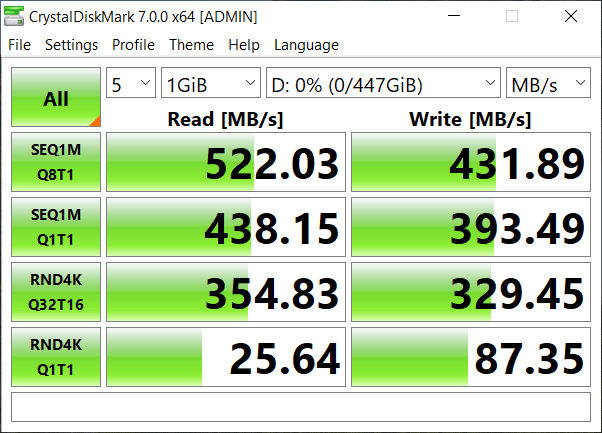 CrystalDiskMark 7.0.0 x64 [ADMIN]
File Settings Profile Theme Help Language
All 5 1GiB D: 0% (0/447GiB) MB/s
Read [MB/s] Write [MB/s]
SEQ1M
Q8T1
522.03 431.89
SEQ1M
Q1T1
438.15 393.49
RND4K
Q32T16
354.83 329.45
RND4K
Q1T1
25.64 87.35